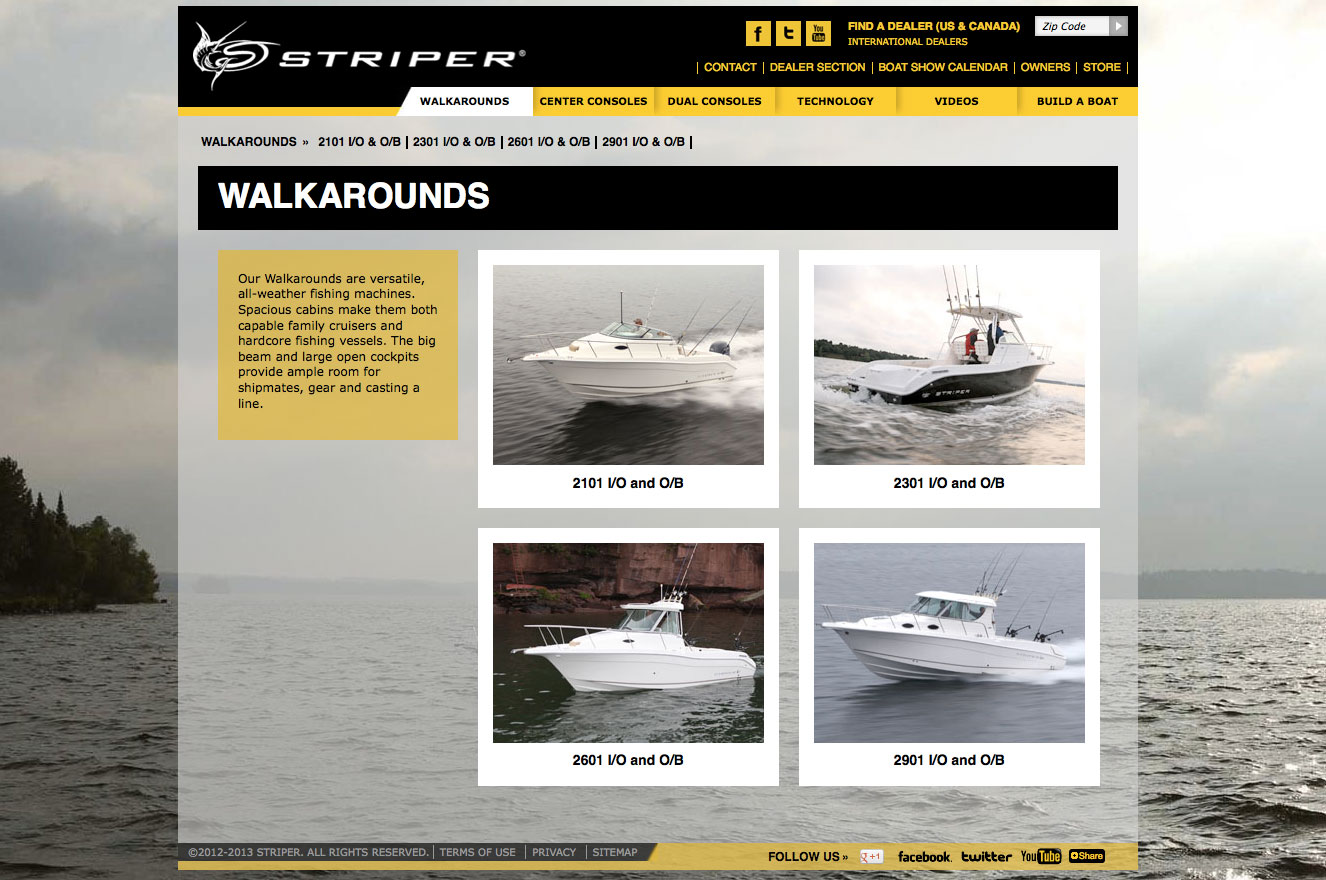 STRIPER®
f
t
You
Tube
FIND A DEALER (US & CANADA)
INTERNATIONAL DEALERS
Zip Code
| CONTACT | DEALER SECTION | BOAT SHOW CALENDAR | OWNERS | STORE |
WALKAROUNDS CENTER CONSOLES DUAL CONSOLES TECHNOLOGY VIDEOS BUILD A BOAT
WALKAROUNDS » 2101 I/O & O/B | 2301 I/O & O/B | 2601 I/O & O/B | 2901 I/O & O/B |
WALKAROUNDS
Our Walkarounds are versatile,
all-weather fishing machines.
Spacious cabins make them both
capable family cruisers and
hardcore fishing vessels. The big
beam and large open cockpits
provide ample room for
shipmates, gear and casting a
line.
STRIPER
2101 I/O and O/B
2301 I/O and O/B
2601 I/O and O/B
2901 I/O and O/B
©2012-2013 STRIPER. ALL RIGHTS RESERVED. | TERMS OF USE | PRIVACY | SITEMAP
FOLLOW US » g +1 facebook. twitter YouTube Share